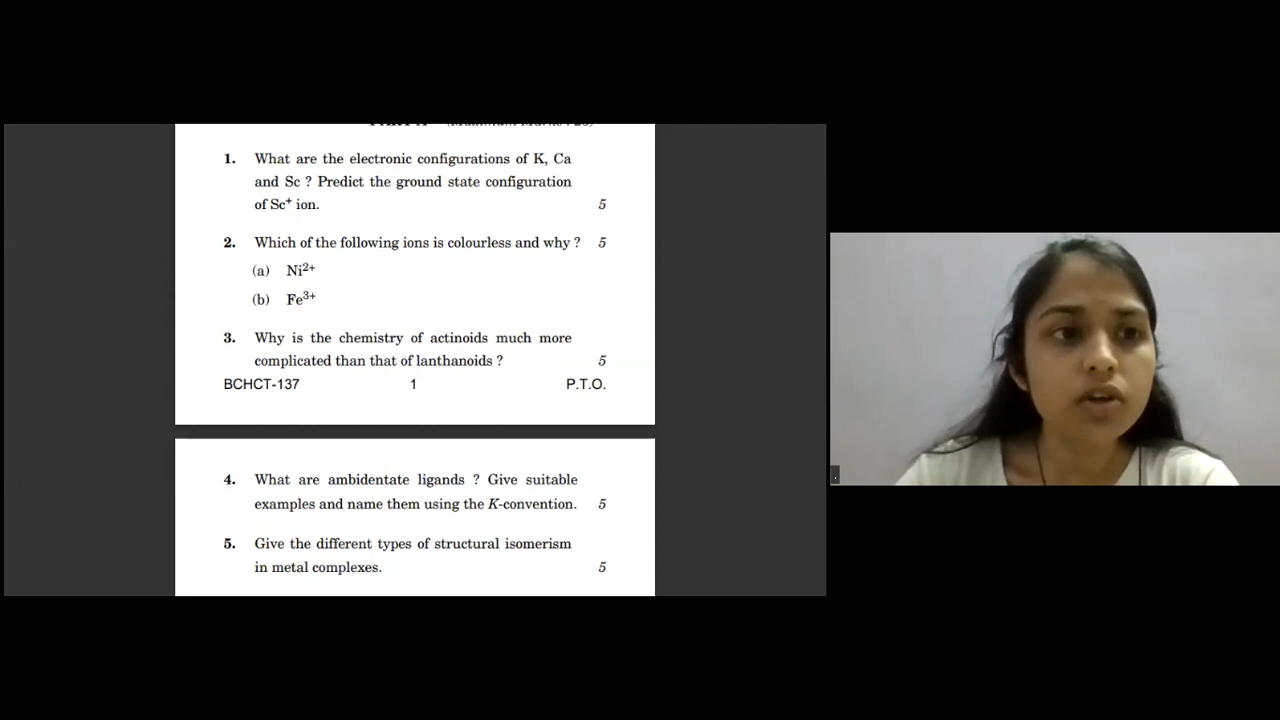 1. What are the electronic configurations of K, Ca
and Sc ? Predict the ground state configuration
of Sc⁺ ion. 5
2. Which of the following ions is colourless and why ? 5
(a) Ni²⁺
(b) Fe³⁺
3. Why is the chemistry of actinoids much more
complicated than that of lanthanoids ? 5
BCHCT-137 1 P.T.O.
4. What are ambidentate ligands ? Give suitable
examples and name them using the K-convention. 5
5. Give the different types of structural isomerism
in metal complexes. 5